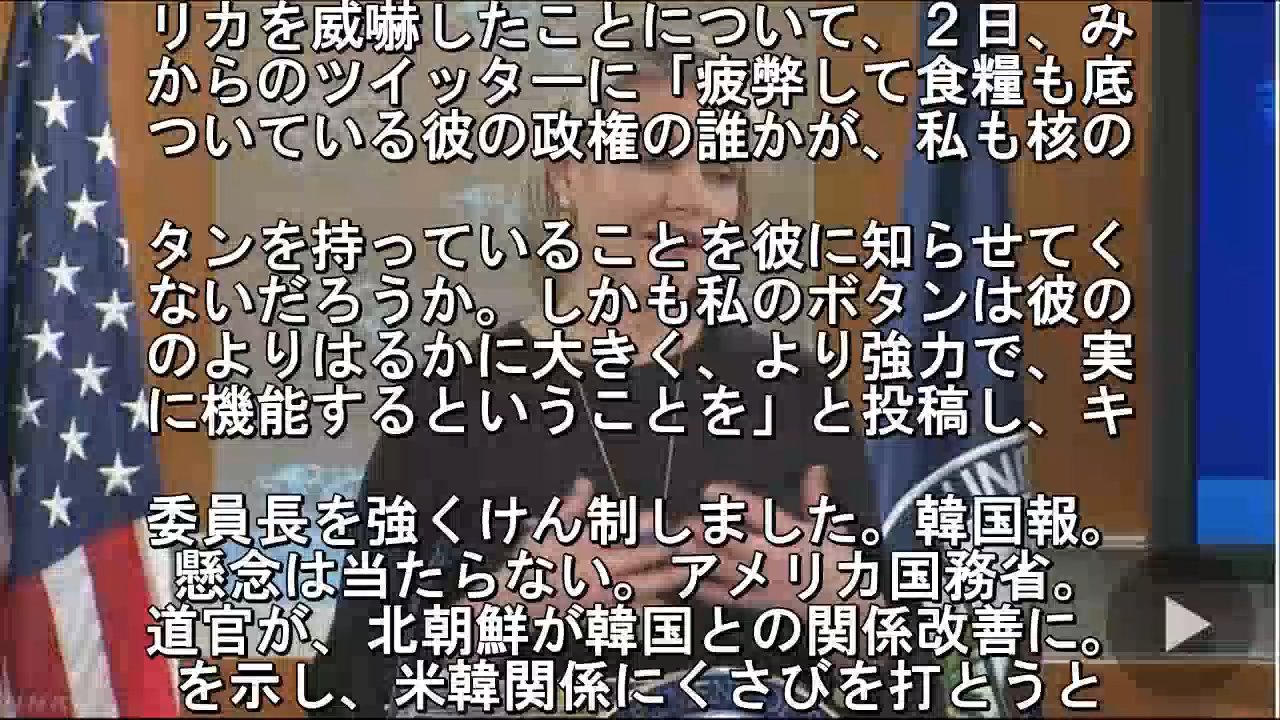 リカを威嚇したことについて、２日、み
からのツイッターに「疲弊して食糧も底
ついている彼の政権の誰かが、私も核の
タンを持っていることを彼に知らせてく
ないだろうか。しかも私のボタンは彼の
のよりはるかに大きく、より強力で、実
に機能するということを」と投稿し、キ
委員長を強くけん制しました。韓国報。
懸念は当たらない。アメリカ国務省。
道官が、北朝鮮が韓国との関係改善に。
を示し、米韓関係にくさびを打とうと
UNI